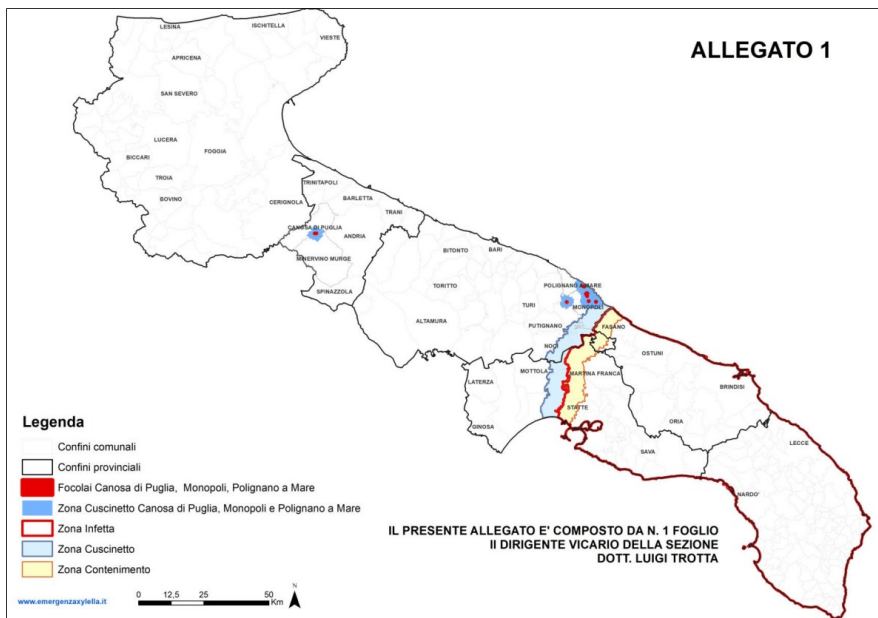 ALLEGATO 1
LESINA
ISCHITELLA
VIESTE
APRICENA
SAN SEVERO
LUCERA
FOGGIA
BICCARI
TROIA
BOVINO
CERIGNOLA
TRINITAPOLI
BARLETTA
TRANI
CANOSA DI PUGLIA
ANDRIA
MINERVINO MURGE
SPINAZZOLA
BITONTO
BARI
TORITTO
ALTAMURA
POLIGNANO A MARE
TURI
MONOPOLI
PUTIGNANO
NOCI
FASANO
OSTUNI
LATERZA
MOTTOLA
MARTINA FRANCA
BRINDISI
GINOSA
STATTE
ORIA
SAVA
LECCE
NARDO'
Legenda
Confini comunali
Confini provinciali
Focolai Canosa di Puglia, Monopoli, Polignano a Mare
Zona Cuscinetto Canosa di Puglia, Monopoli e Polignano a Mare
Zona Infetta
Zona Cuscinetto
Zona Contenimento
IL PRESENTE ALLEGATO E' COMPOSTO DA N. 1 FOGLIO
Il DIRIGENTE VICARIO DELLA SEZIONE
DOTT. LUIGI TROTTA
www.emergenzaxylella.it
0 12,5 25 50
Km
N